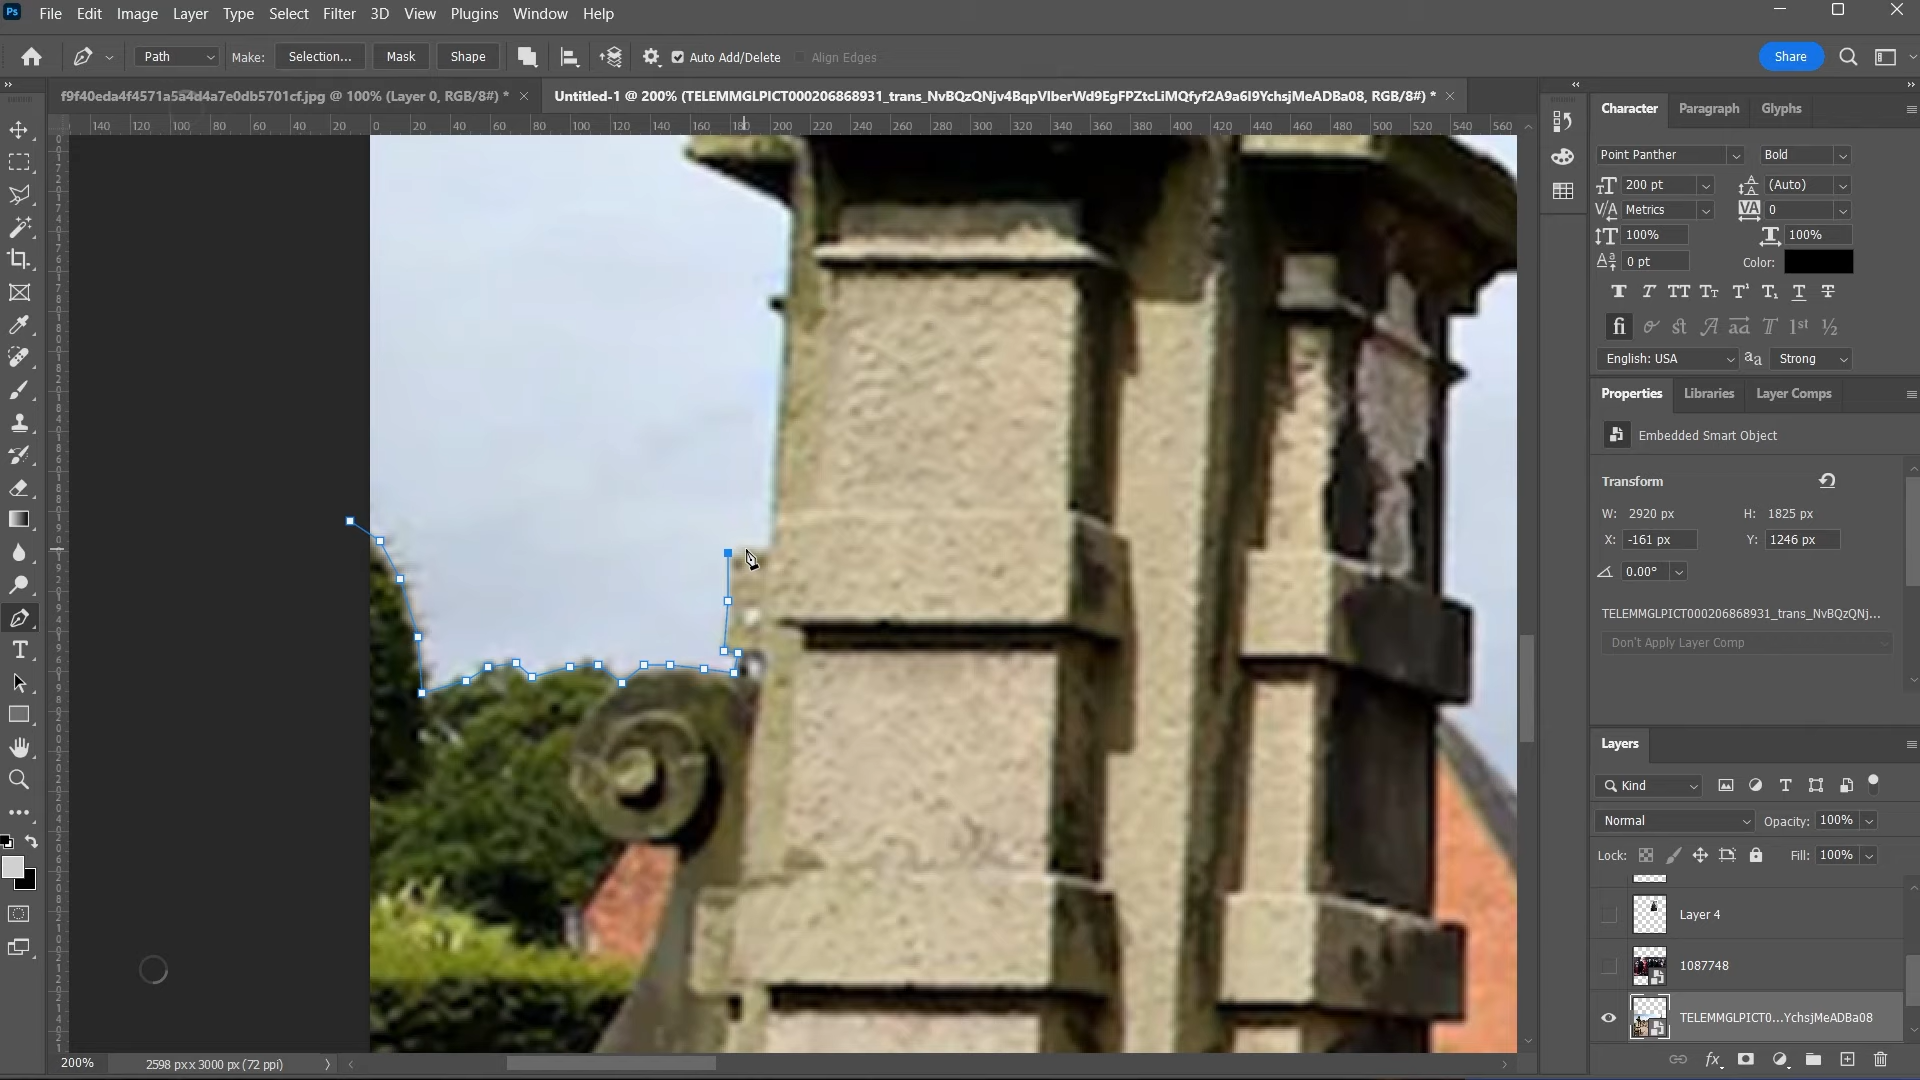 Ps File Edit Image Layer Type Select Filter 3D View Plugins Window Help
Path Make: Selection... Mask Shape Auto Add/Delete Align Edges Share
f9f40eda4f4571a5a4d4a7e0db5701cf.jpg @ 100% (Layer 0, RGB/8#) * Untitled-1 @ 200% (TELEMMGLPICT000206868931_trans_NvBQzQNjv4BqpVlberWd9EgFPZtcLiMQfyf2A9a6I9YchsjMeADBa08, RGB/8#) *
140 120 100 80 60 40 20 0 20 40 60 80 100 120 140 160 180 200 220 240 260 280 300 320 340 360 380 400 420 440 460 480 500 520 540 560
Character Paragraph Glyphs
Point Panther Bold
200 pt (Auto)
Metrics 0
100% 100%
0 pt Color:
English: USA Strong
Properties Libraries Layer Comps
Embedded Smart Object
Transform
W: 2920 px H: 1825 px
X: -161 px Y: 1246 px
0.00°
TELEMMGLPICT000206868931_trans_NvBQzQNj...
Don't Apply Layer Comp
Layers
Kind
Normal Opacity: 100%
Lock: Fill: 100%
Layer 4
1087748
TELEMMGLPICT0...YchsjMeADBa08
200% 2598 px x 3000 px (72 ppi)